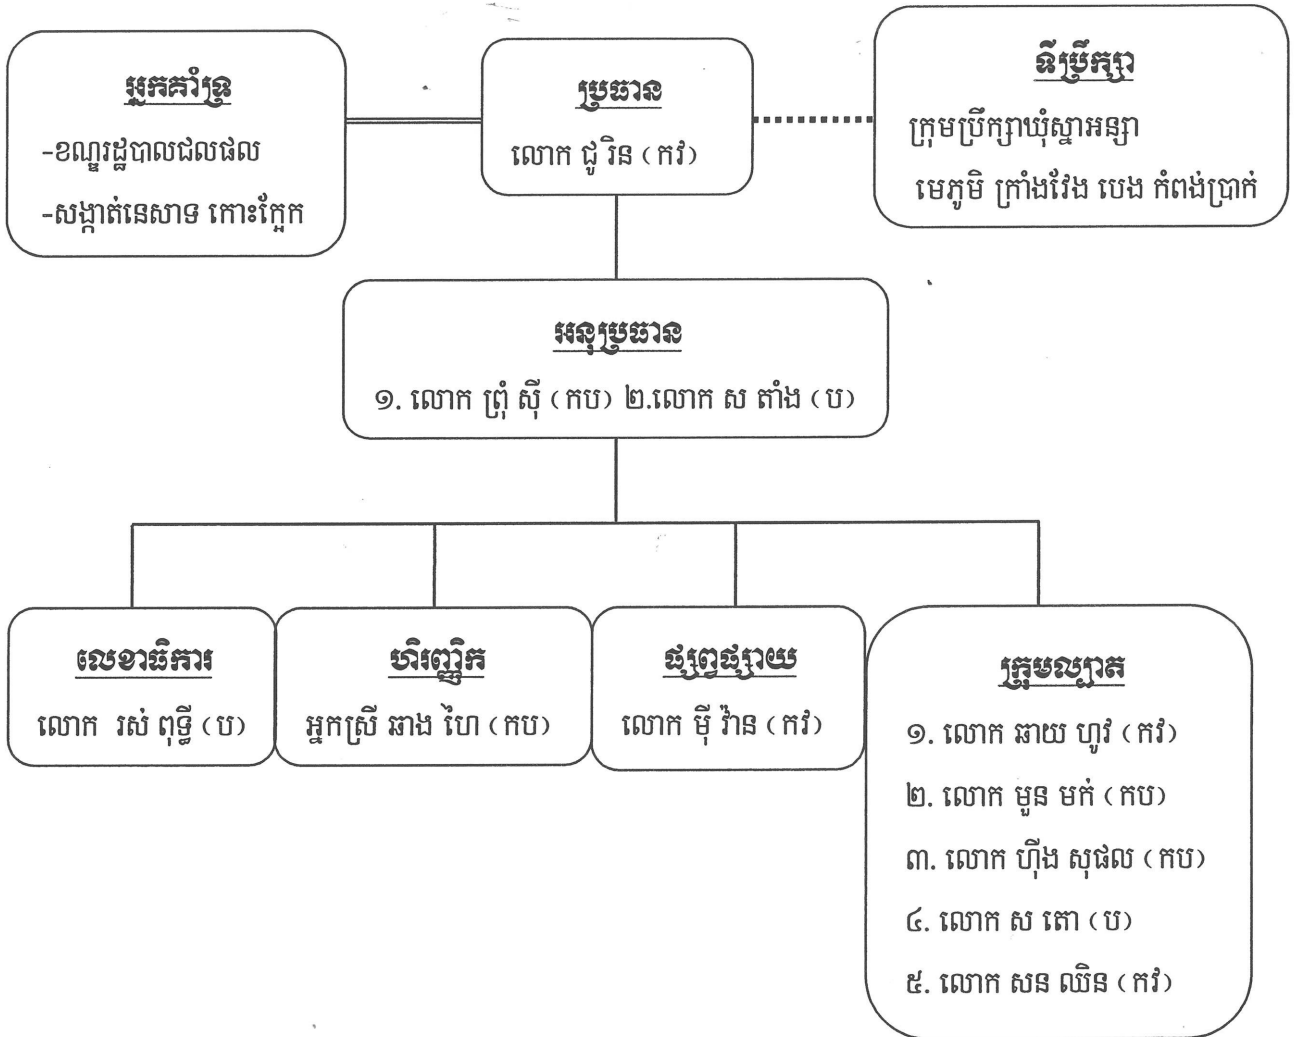 អ្នកគាំទ្រ
-ខណ្ឌរដ្ឋបាលជលផល
-សង្កាត់នេសាទ កោះក្អែក
ប្រធាន
លោក ជូ រិន (កវ)
ទីប្រឹក្សា
ក្រុមប្រឹក្សាឃុំស្នាអន្សា
មេភូមិ ក្រាំងវែង បេង កំពង់ប្រាក់
អនុប្រធាន
១. លោក ព្រុំ ស៊ី (កប) ២.លោក ស តាំង (ប)
លេខាធិការ
លោក រស់ ពុទ្ធី (ប)
ហិរញ្ញិក
អ្នកស្រី ឆាង ហៃ (កប)
ផ្សព្វផ្សាយ
លោក ម៉ី វ៉ាន (កវ)
ក្រុមល្បាត
១. លោក ឆាយ ហូវ (កវ)
២. លោក មួន មក់ (កប)
៣. លោក ហ៊ីង សុផល (កប)
៤. លោក ស តោ (ប)
៥. លោក សន ឈិន (កវ)